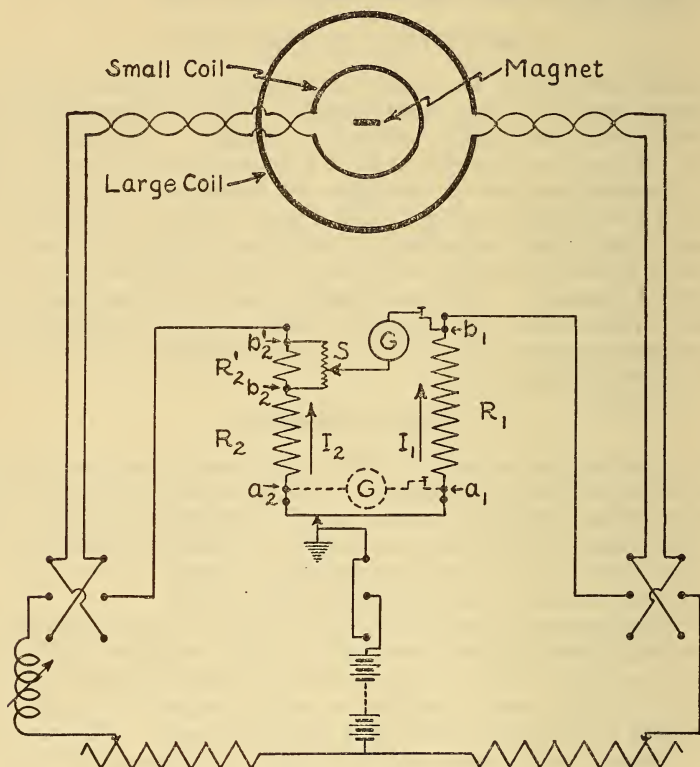 Small Coil
Magnet
Large Coil
b'₂
R'₂
b₂
S
G
b₁
R₂
I₂
I₁
R₁
a₂
G
a₁